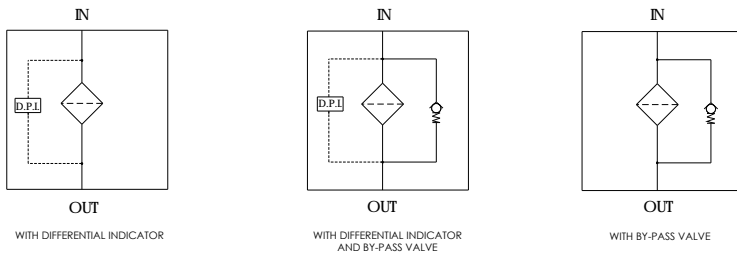 IN
D.P.I.
OUT
WITH DIFFERENTIAL INDICATOR
IN
D.P.I.
OUT
WITH DIFFERENTIAL INDICATOR
AND BY-PASS VALVE
IN
OUT
WITH BY-PASS VALVE